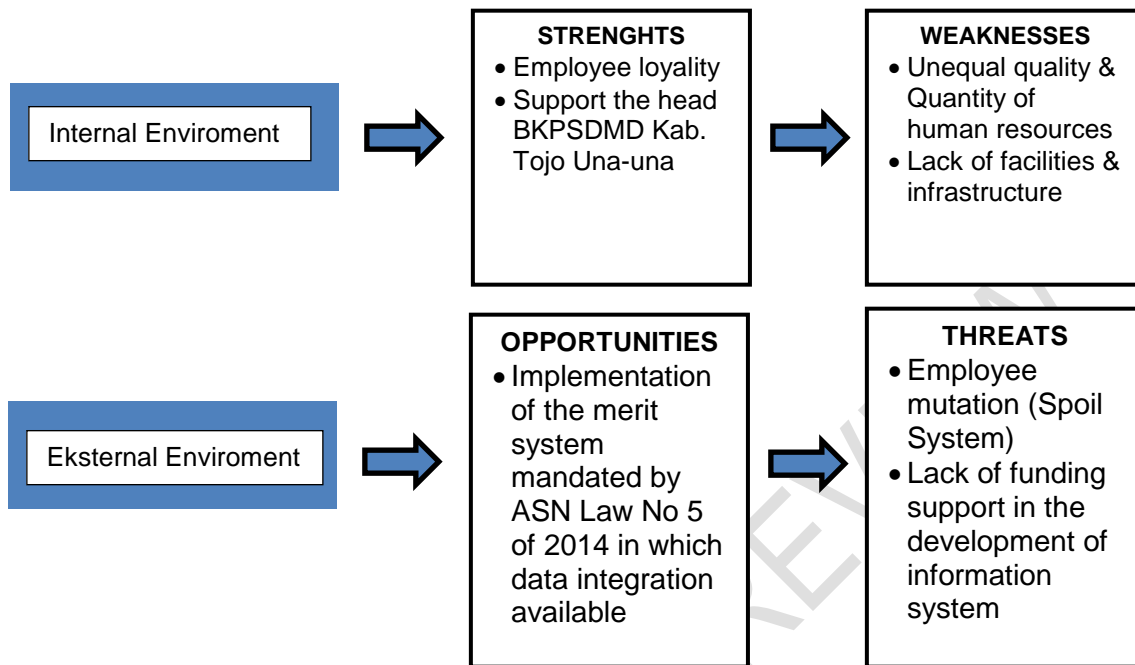 Internal Enviroment
STRENGHTS
• Employee loyality
• Support the head
BKPSDMD Kab.
Tojo Una-una
WEAKNESSES
• Unequal quality &
Quantity of
human resources
• Lack of facilities &
infrastructure
Eksternal Enviroment
OPPORTUNITIES
• Implementation
of the merit
system
mandated by
ASN Law No 5
of 2014 in which
data integration
available
THREATS
• Employee
mutation (Spoil
System)
• Lack of funding
support in the
development of
information
system